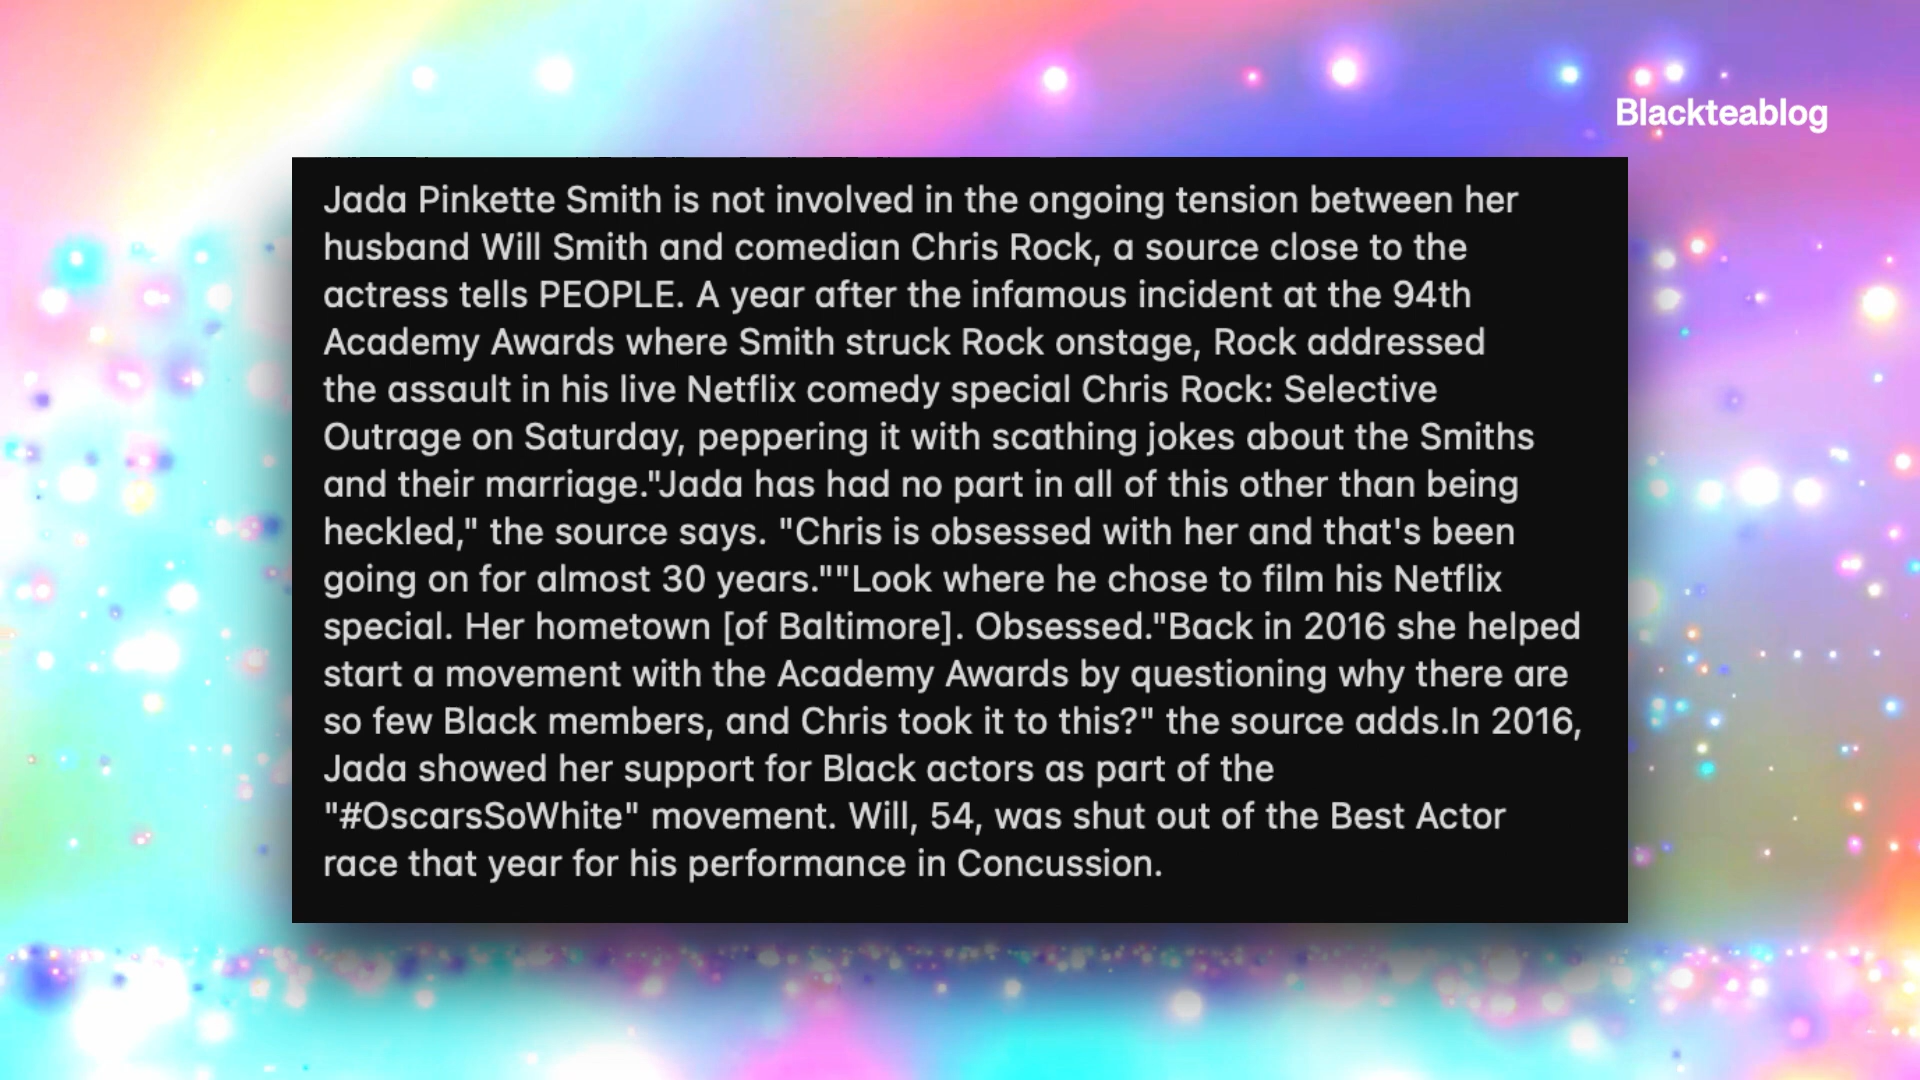 Blackteablog
Jada Pinkette Smith is not involved in the ongoing tension between her
husband Will Smith and comedian Chris Rock, a source close to the
actress tells PEOPLE. A year after the infamous incident at the 94th
Academy Awards where Smith struck Rock onstage, Rock addressed
the assault in his live Netflix comedy special Chris Rock: Selective
Outrage on Saturday, peppering it with scathing jokes about the Smiths
and their marriage."Jada has had no part in all of this other than being
heckled," the source says. "Chris is obsessed with her and that's been
going on for almost 30 years.""Look where he chose to film his Netflix
special. Her hometown [of Baltimore]. Obsessed."Back in 2016 she helped
start a movement with the Academy Awards by questioning why there are
so few Black members, and Chris took it to this?" the source adds.In 2016,
Jada showed her support for Black actors as part of the
"#OscarsSoWhite" movement. Will, 54, was shut out of the Best Actor
race that year for his performance in Concussion.